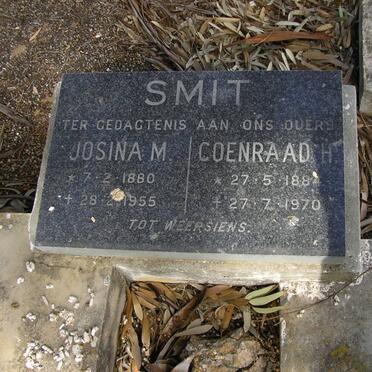 SMIT
TER GEDAGTENIS AAN ONS OUERS
JOSINA M.
* 7-2-1880
+ 28-2-1955
COENRAAD H.
* 27-5-1884
+ 27-7-1970
TOT WEERSIENS.